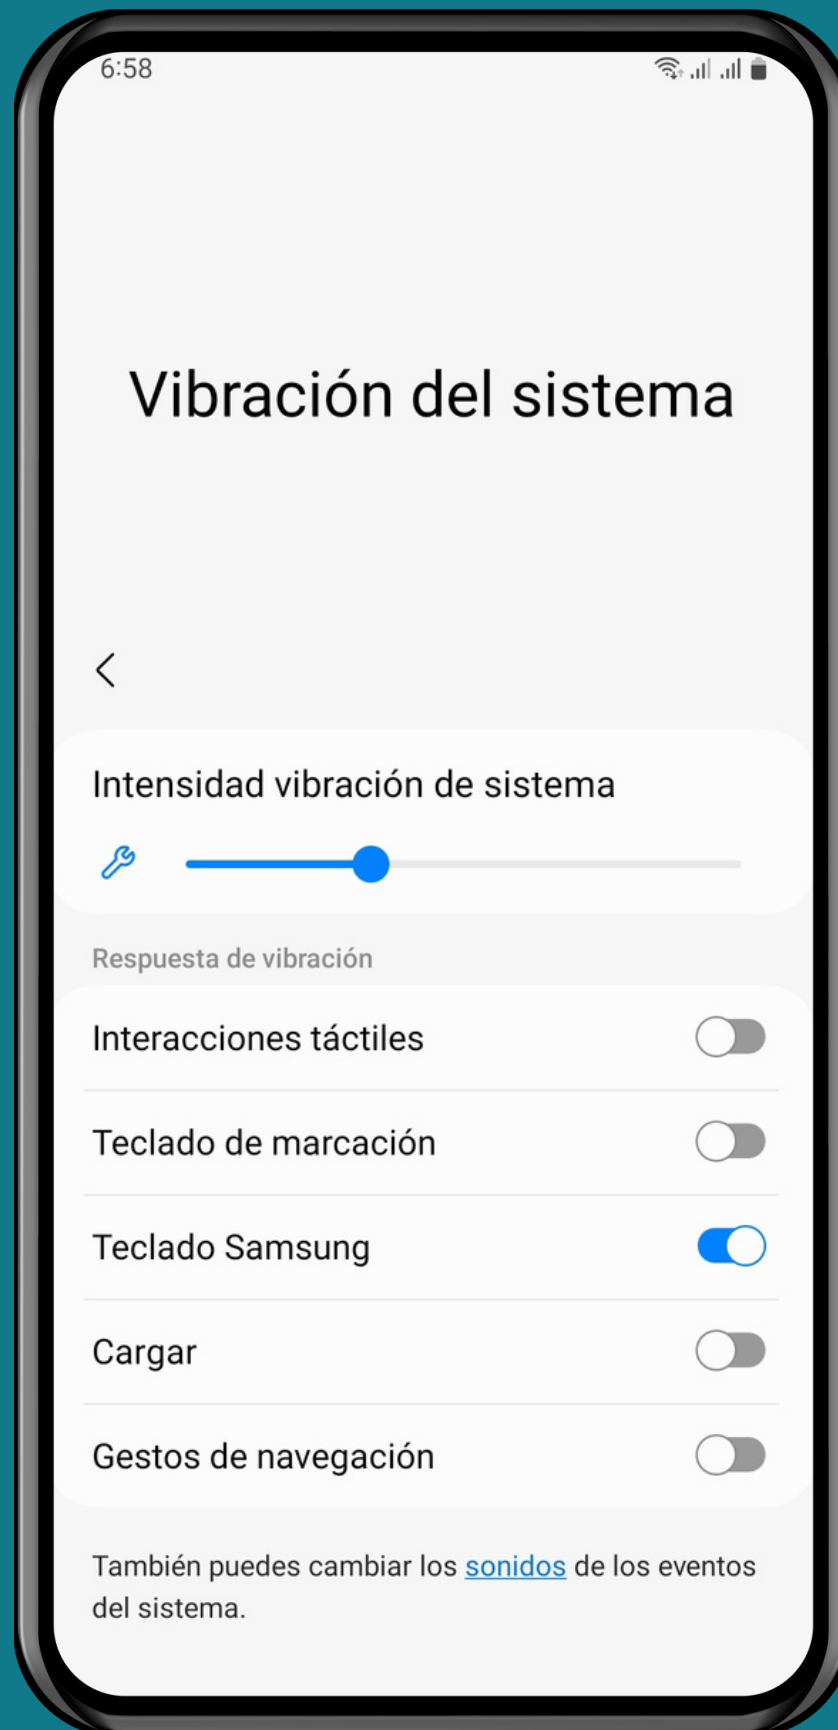 6:58
Vibración del sistema
Intensidad vibración de sistema
Respuesta de vibración
Interacciones táctiles
Teclado de marcación
Teclado Samsung
Cargar
Gestos de navegación
También puedes cambiar los sonidos de los eventos
del sistema.